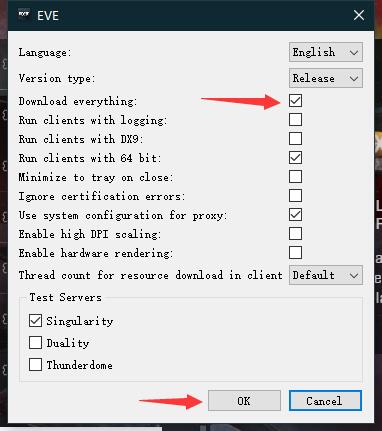 EVE
Language: English
Version type: Release
Download everything:
Run clients with logging:
Run clients with DX9:
Run clients with 64 bit:
Minimize to tray on close:
Ignore certification errors:
Use system configuration for proxy:
Enable high DPI scaling:
Enable hardware rendering:
Thread count for resource download in client Default
Test Servers
Singularity
Duality
Thunderdome
OK Cancel